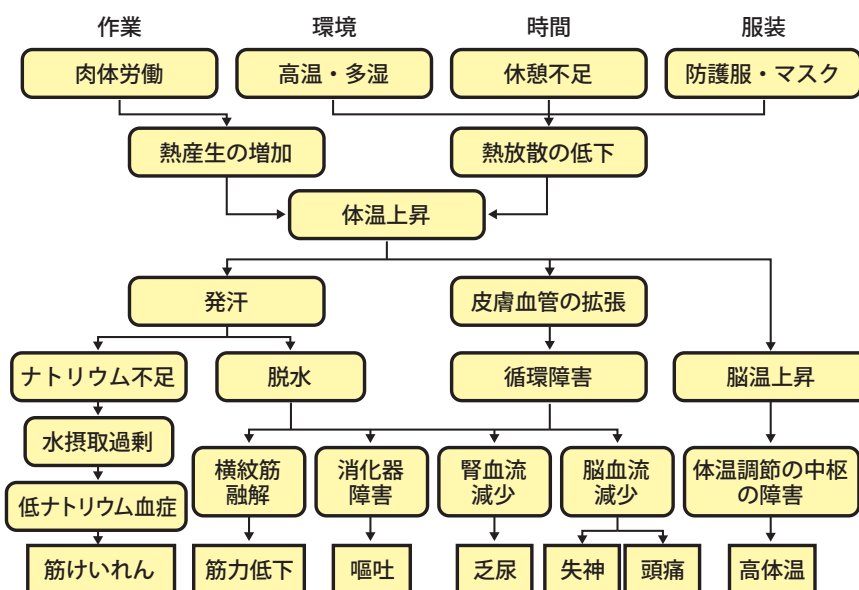 作業
環境
時間
服装
肉体労働
高温・多湿
休憩不足
防護服・マスク
熱産生の増加
熱放散の低下
体温上昇
発汗
皮膚血管の拡張
ナトリウム不足
脱水
循環障害
脳温上昇
水摂取過剰
横紋筋
融解
消化器
障害
腎血流
減少
脳血流
減少
体温調節の中枢
の障害
低ナトリウム血症
筋けいれん
筋力低下
嘔吐
乏尿
失神
頭痛
高体温